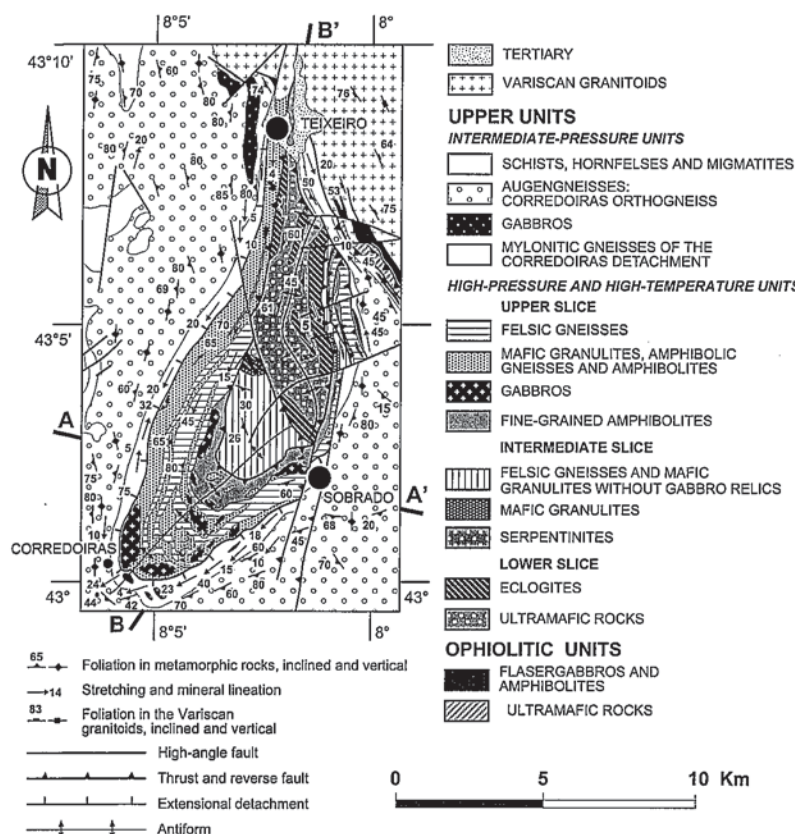 8°5'
B'
8°
43°10'
TEIXEIRO
N
43°5'
A
SOBRADO
A'
CORREDOIRAS
43°
43°
B
8°5'
8°
TERTIARY
VARISCAN GRANITOIDS
UPPER UNITS
INTERMEDIATE-PRESSURE UNITS
SCHISTS, HORNFELSES AND MIGMATITES
AUGENGNEISSES:
CORREDOIRAS ORTHOGNEISS
GABBROS
MYLONITIC GNEISSES OF THE
CORREDOIRAS DETACHMENT
HIGH-PRESSURE AND HIGH-TEMPERATURE UNITS
UPPER SLICE
FELSIC GNEISSES
MAFIC GRANULITES, AMPHIBOLIC
GNEISSES AND AMPHIBOLITES
GABBROS
FINE-GRAINED AMPHIBOLITES
INTERMEDIATE SLICE
FELSIC GNEISSES AND MAFIC
GRANULITES WITHOUT GABBRO RELICS
MAFIC GRANULITES
SERPENTINITES
LOWER SLICE
ECLOGITES
ULTRAMAFIC ROCKS
OPHIOLITIC UNITS
FLASERGABBROS AND
AMPHIBOLITES
ULTRAMAFIC ROCKS
65 Foliation in metamorphic rocks, inclined and vertical
14 Stretching and mineral lineation
83 Foliation in the Variscan
granitoids, inclined and vertical
High-angle fault
Thrust and reverse fault
Extensional detachment
Antiform
0 5 10 Km